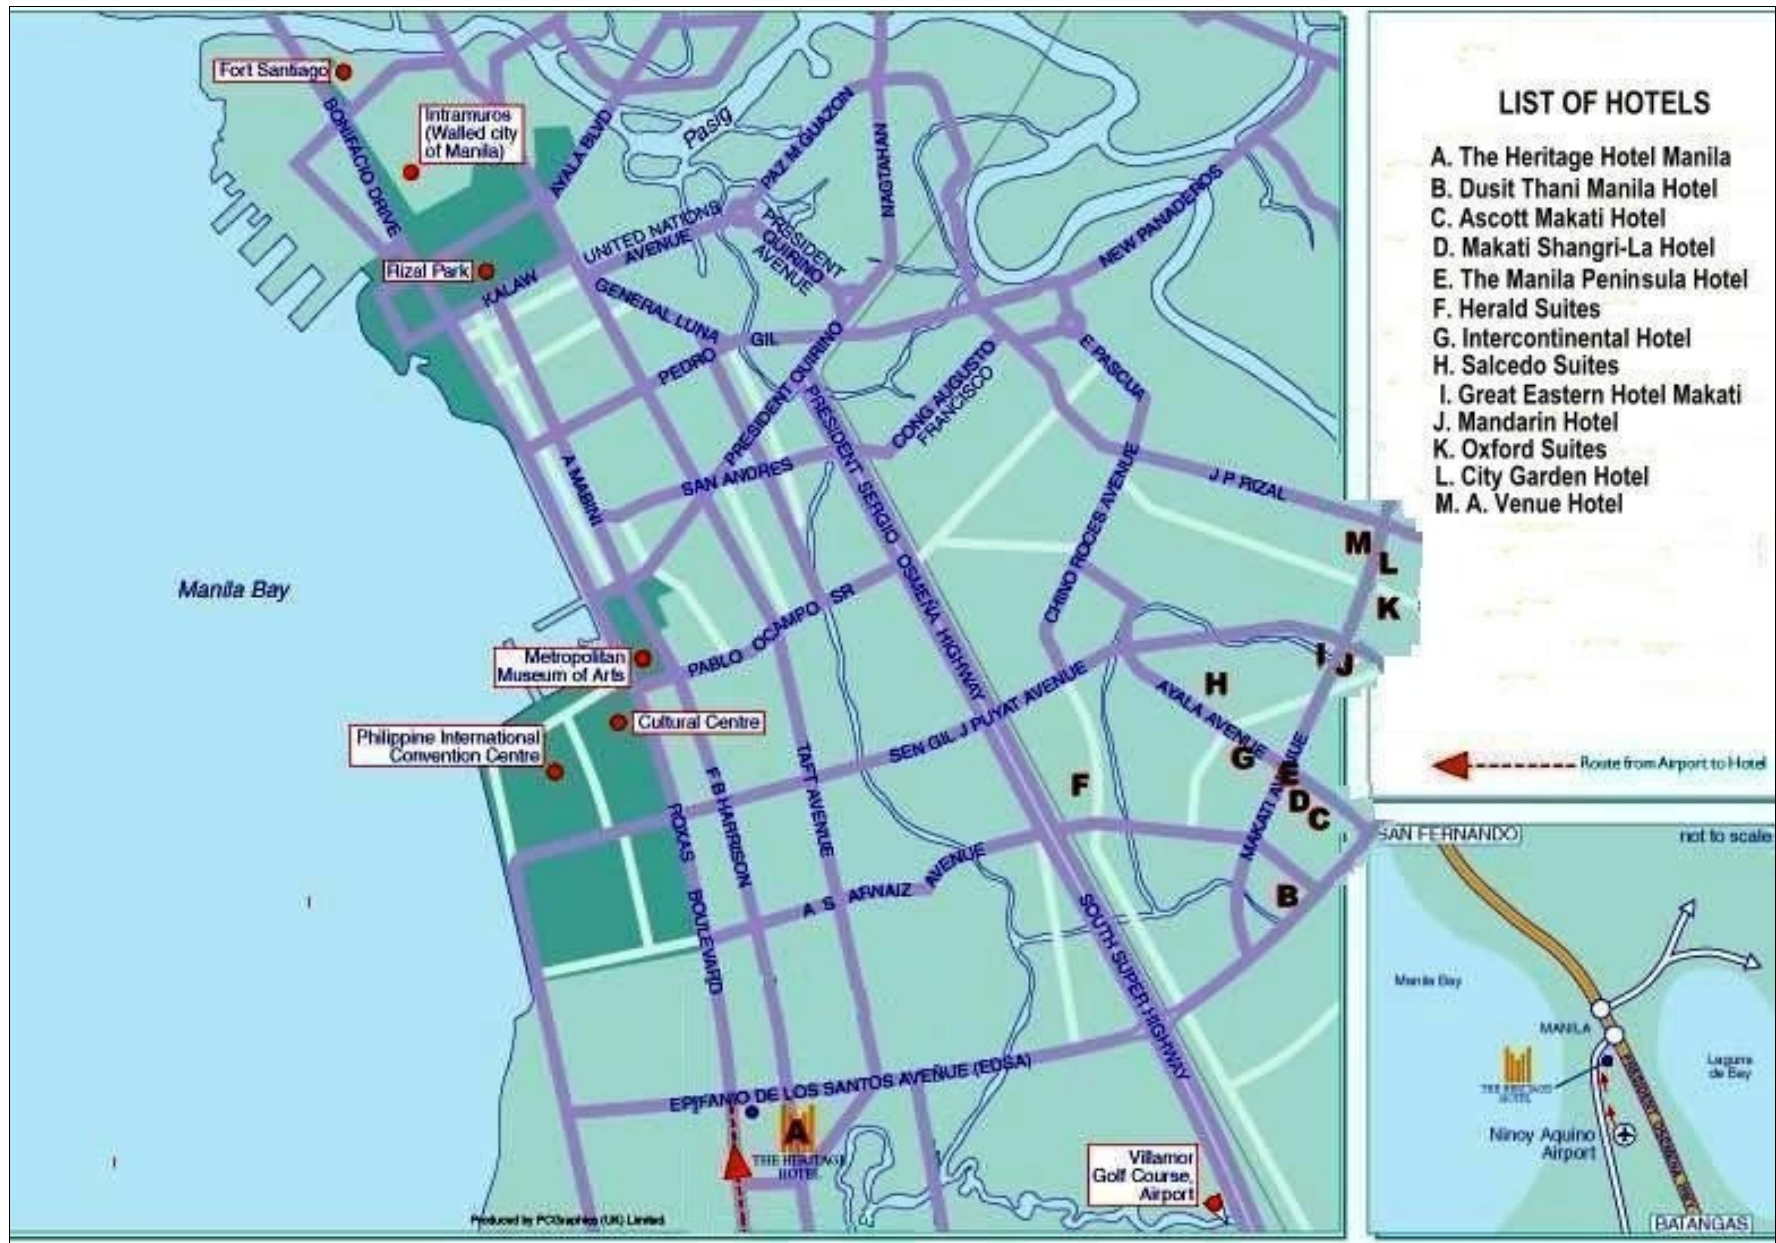 Fort Santiago
Intramuros
(Walled city
of Manila)
BONIFACIO DRIVE
AYALA BLVD
Pasig
PAZ M GUAZON
NAGTAHAN
UNITED NATIONS
AVENUE
PRESIDENT
QUIRINO
AVENUE
NEW PANADEROS
Rizal Park
KALAW
GENERAL LUNA
PEDRO
GIL
PRESIDENT QUIRINO
CONG AUGUSTO
FRANCISCO
E PASCUA
A MABINI
SAN ANDRES
PRESIDENT SERGIO OSMEÑA HIGHWAY
CHINO ROCES AVENUE
J P RIZAL
Manila Bay
PABLO OCAMPO SR
Metropolitan
Museum of Arts
Cultural Centre
Philippine International
Convention Centre
SEN GIL J PUYAT AVENUE
AYALA AVENUE
MAKATI AVENUE
ROXAS BOULEVARD
F B HARRISON
TAFT AVENUE
A S ARNAIZ AVENUE
SOUTH SUPER HIGHWAY
EPIFANIO DE LOS SANTOS AVEÑUE (EDSA)
M
L
K
I
J
H
G
E
F
D
C
B
A
THE HERITAGE
HOTEL
Villamor
Golf Course,
Airport
Produced by PCGraphics (UK) Limited
LIST OF HOTELS
A. The Heritage Hotel Manila
B. Dusit Thani Manila Hotel
C. Ascott Makati Hotel
D. Makati Shangri-La Hotel
E. The Manila Peninsula Hotel
F. Herald Suites
G. Intercontinental Hotel
H. Salcedo Suites
I. Great Eastern Hotel Makati
J. Mandarin Hotel
K. Oxford Suites
L. City Garden Hotel
M. A. Venue Hotel
Route from Airport to Hotel
SAN FERNANDO
not to scale
Manila Bay
MANILA
Laguna
de Bay
THE HERITAGE
HOTEL
Ninoy Aquino
Airport
BATANGAS